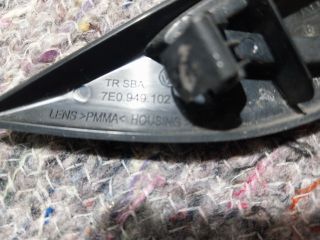 TR SBA
7E0.949.102
LENS >PMMA< HOUSING